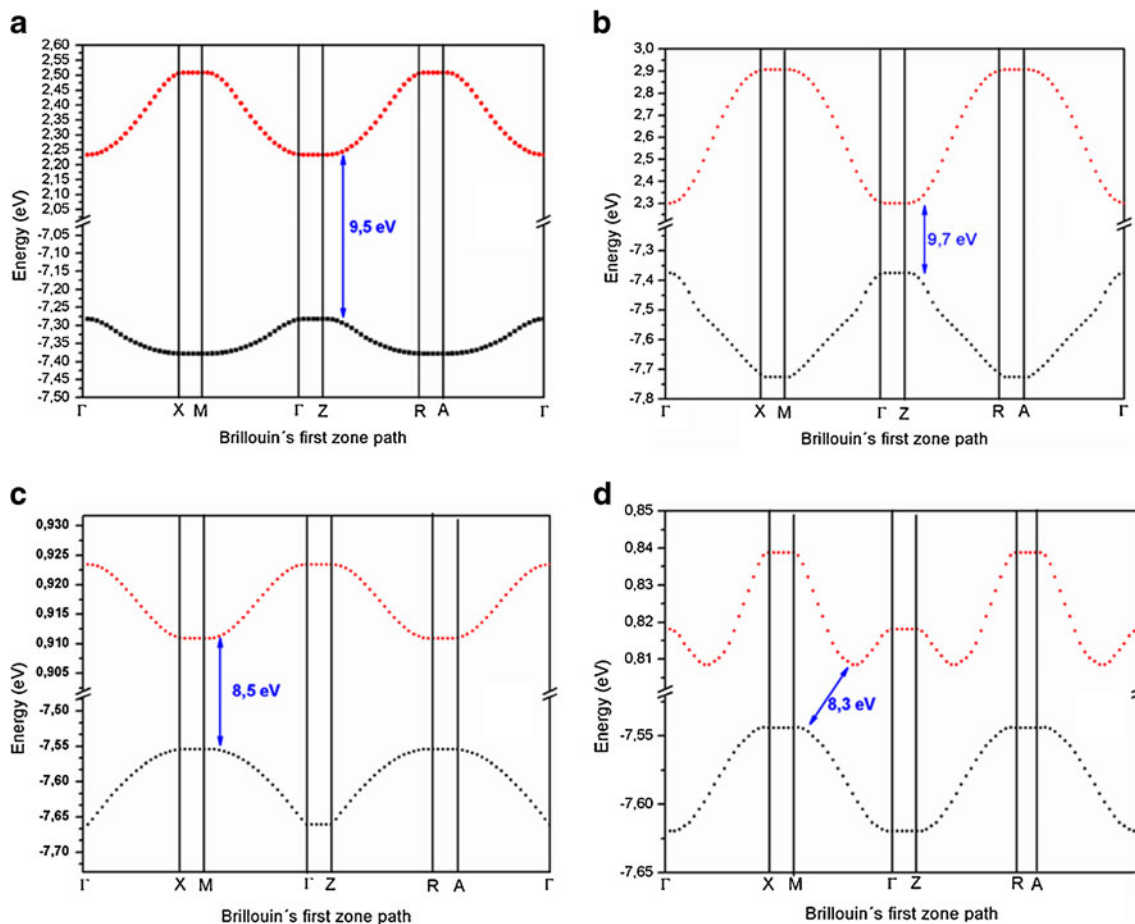 a
2,60
2,55
2,50
2,45
2,40
2,35
2,30
2,25
2,20
2,15
2,10
2,05
-7,00
-7,05
-7,10
-7,15
-7,20
-7,25
-7,30
-7,35
-7,40
-7,45
-7,50
Energy (eV)
9,5 eV
Γ X M Γ Z R A Γ
Brillouin´s first zone path
b
3,0
2,9
2,8
2,7
2,6
2,5
2,4
2,3
-7,3
-7,4
-7,5
-7,6
-7,7
-7,8
Energy (eV)
9,7 eV
Γ X M Γ Z R A Γ
Brillouin´s first zone path
c
0,930
0,925
0,920
0,915
0,910
0,905
-7,50
-7,55
-7,60
-7,65
-7,70
Energy (eV)
8,5 eV
Γ X M Γ Z R A Γ
Brillouin´s first zone path
d
0,85
0,84
0,83
0,82
0,81
-7,55
-7,60
-7,65
Energy (eV)
8,3 eV
Γ X M Γ Z R A Γ
Brillouin´s first zone path